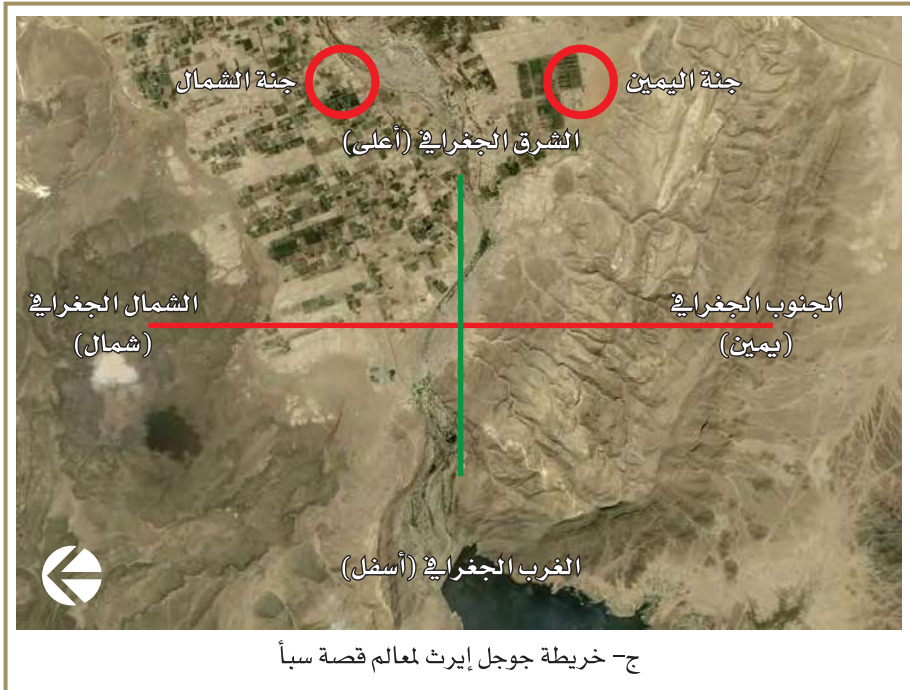 جنة اليمين
جنة الشمال
الشرق الجغرافي (أعلى)
الجنوب الجغرافي
(يمين)
الشمال الجغرافي
(شمال)
الغرب الجغرافي (أسفل)
ج- خريطة جوجل إيرث لمعالم قصة سبأ